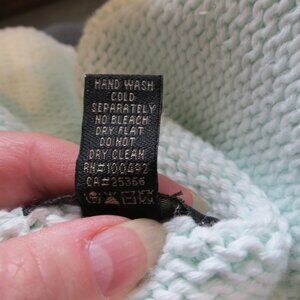 HAND WASH
COLD
SEPARATELY
NO BLEACH
DRY FLAT
DO NOT
DRY CLEAN
RN#100492
CA#25366